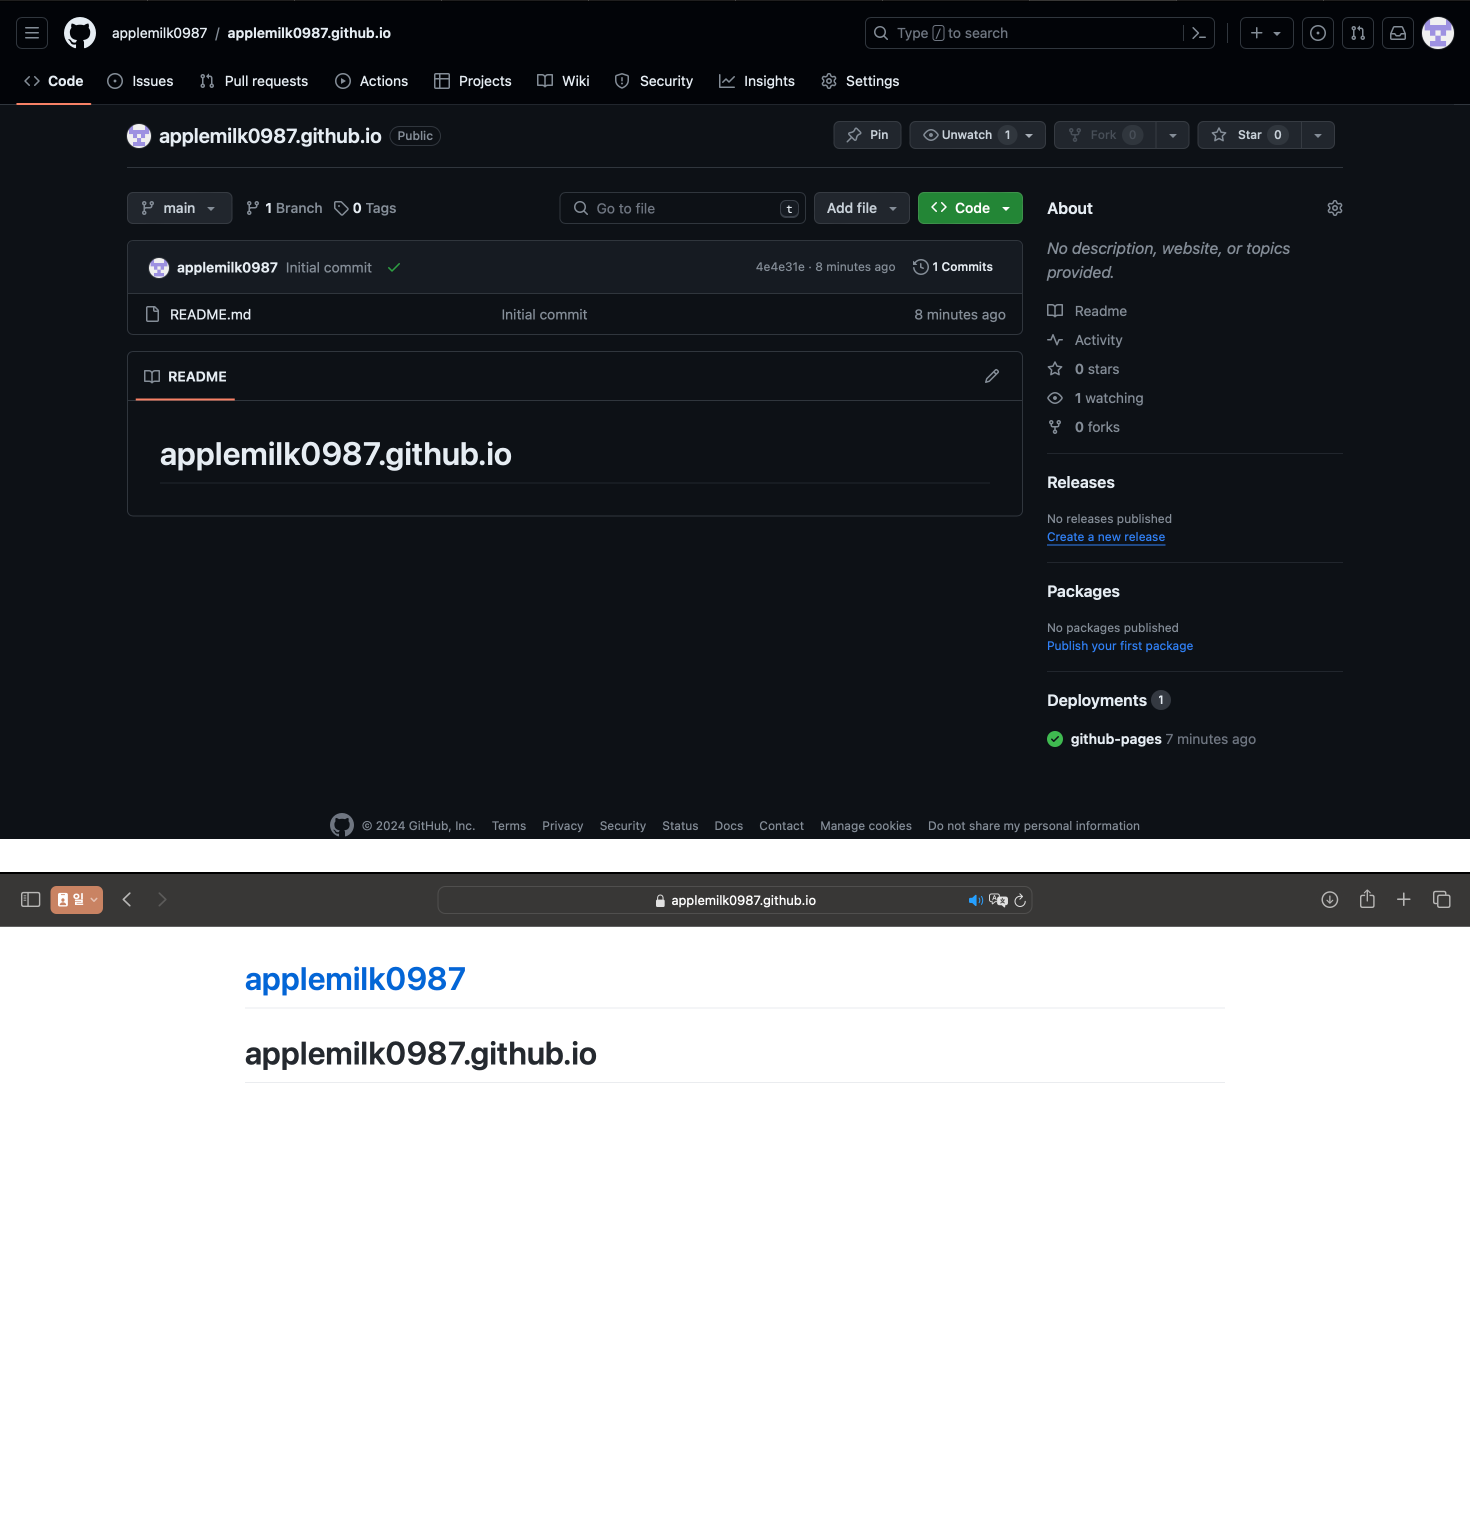 applemilk0987 / applemilk0987.github.io
Type / to search
Code Issues Pull requests Actions Projects Wiki Security Insights Settings
applemilk0987.github.io Public
Pin Unwatch 1 Fork 0 Star 0
main 1 Branch 0 Tags Go to file t Add file Code
applemilk0987 Initial commit 4e4e31e · 8 minutes ago 1 Commits
README.md Initial commit 8 minutes ago
README
applemilk0987.github.io
About
No description, website, or topics
provided.
Readme
Activity
0 stars
1 watching
0 forks
Releases
No releases published
Create a new release
Packages
No packages published
Publish your first package
Deployments 1
github-pages 7 minutes ago
© 2024 GitHub, Inc. Terms Privacy Security Status Docs Contact Manage cookies Do not share my personal information
일 applemilk0987.github.io
applemilk0987
applemilk0987.github.io